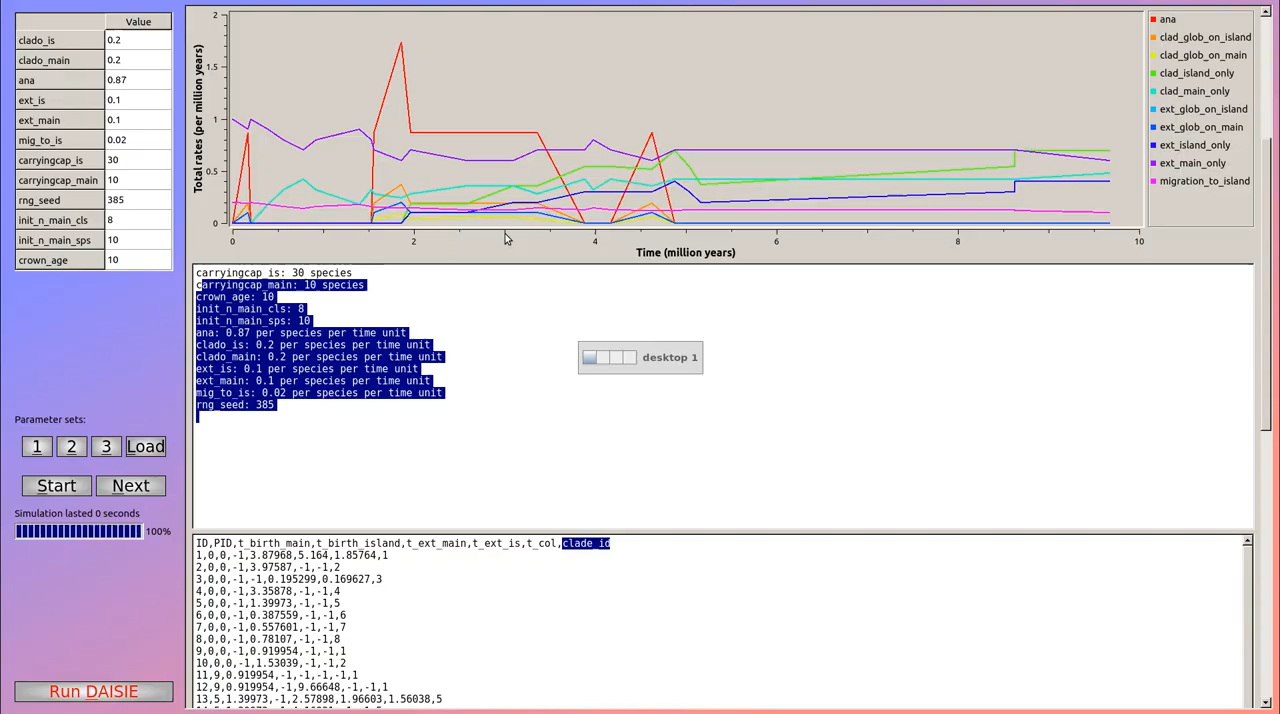 Value
clado_is 0.2
clado_main 0.2
ana 0.87
ext_is 0.1
ext_main 0.1
mig_to_is 0.02
carryingcap_is 30
carryingcap_main 10
rng_seed 385
init_n_main_cls 8
init_n_main_sps 10
crown_age 10
Parameter sets:
1 2 3 Load
Start Next
Simulation lasted 0 seconds
100%
Run DAISIE
Total rates (per million years)
2
1.5
1
0.5
0
0 2 4 6 8 10
Time (million years)
ana
clad_glob_on_island
clad_glob_on_main
clad_island_only
clad_main_only
ext_glob_on_island
ext_glob_on_main
ext_island_only
ext_main_only
migration_to_island
carryingcap_is: 30 species
carryingcap_main: 10 species
crown_age: 10
init_n_main_cls: 8
init_n_main_sps: 10
ana: 0.87 per species per time unit
clado_is: 0.2 per species per time unit
clado_main: 0.2 per species per time unit
ext_is: 0.1 per species per time unit
ext_main: 0.1 per species per time unit
mig_to_is: 0.02 per species per time unit
rng_seed: 385
desktop 1
ID,PID,t_birth_main,t_birth_island,t_ext_main,t_ext_is,t_col,clade_id
1,0,0,-1,3.87968,5.164,1.85764,1
2,0,0,-1,3.97587,-1,-1,2
3,0,0,-1,-1,0.195299,0.169627,3
4,0,0,-1,3.35878,-1,-1,4
5,0,0,-1,1.39973,-1,-1,5
6,0,0,-1,0.387559,-1,-1,6
7,0,0,-1,0.557601,-1,-1,7
8,0,0,-1,0.78107,-1,-1,8
9,0,0,-1,0.919954,-1,-1,1
10,0,0,-1,1.53039,-1,-1,2
11,9,0.919954,-1,-1,-1,-1,1
12,9,0.919954,-1,9.66648,-1,-1,1
13,5,1.39973,-1,2.57898,1.96603,1.56038,5